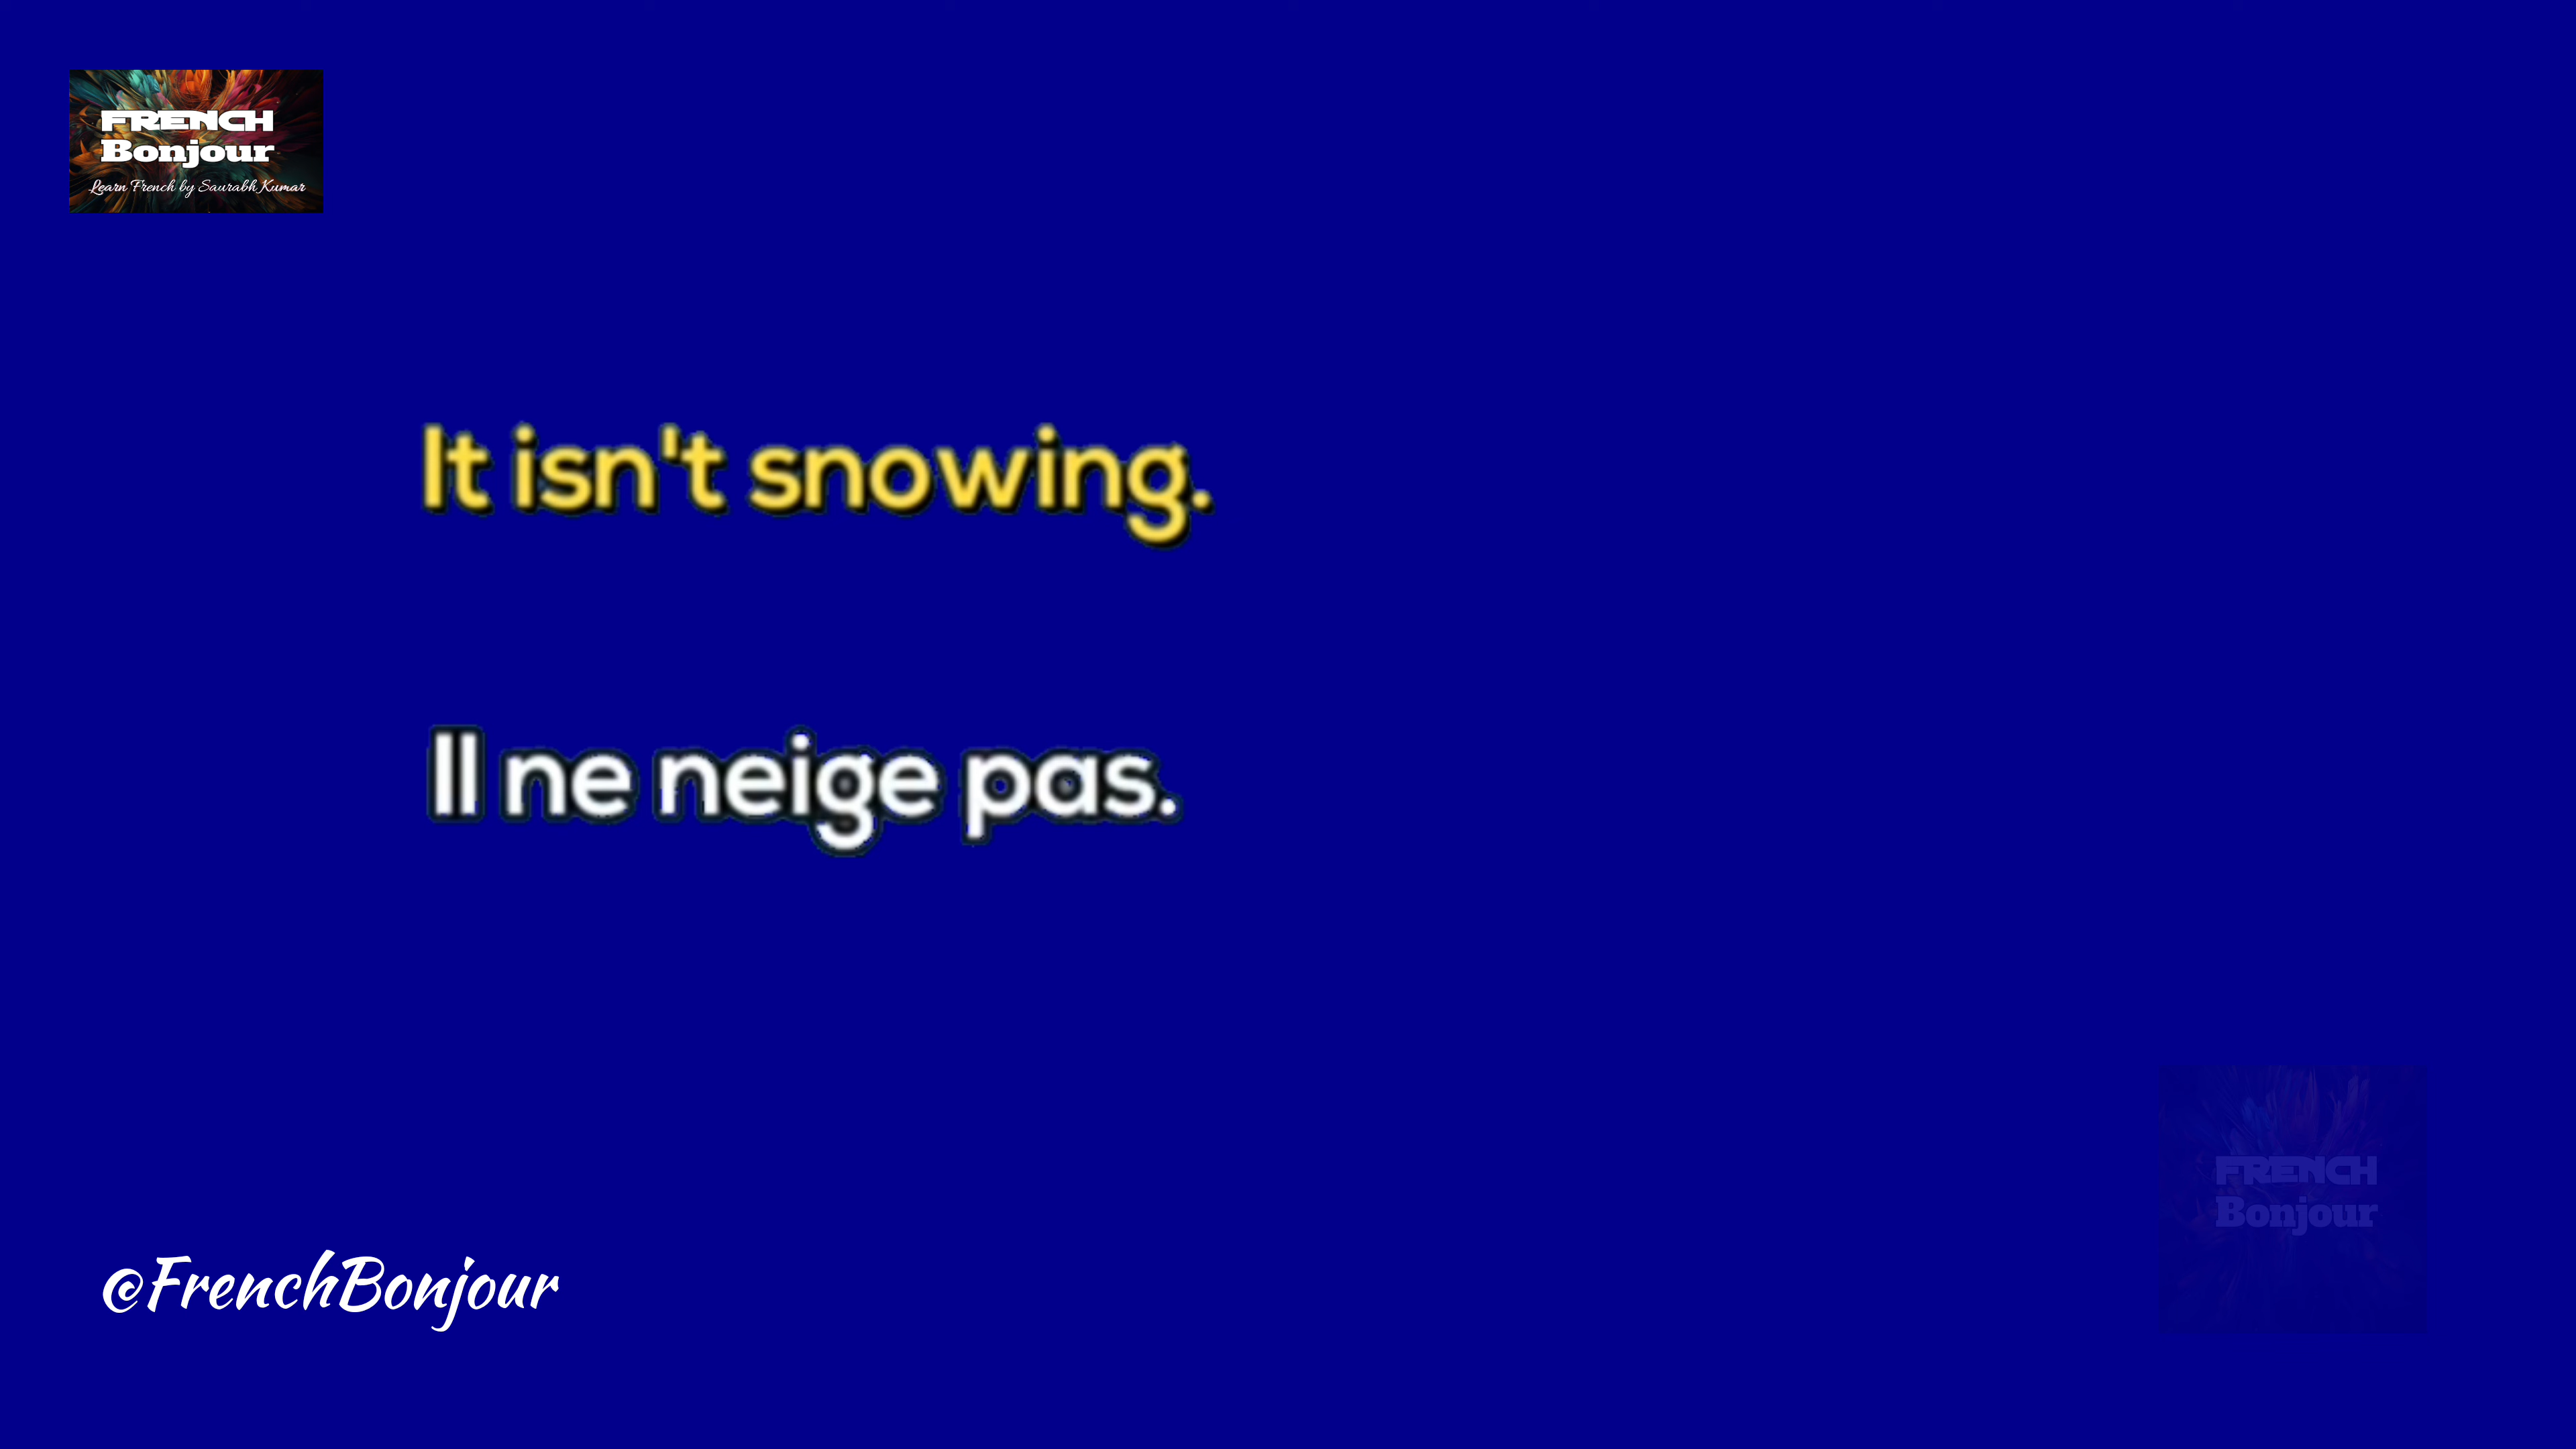 FRENCH
Bonjour
Learn French by Saurabh Kumar
It isn't snowing.
Il ne neige pas.
FRENCH
Bonjour
@FrenchBonjour